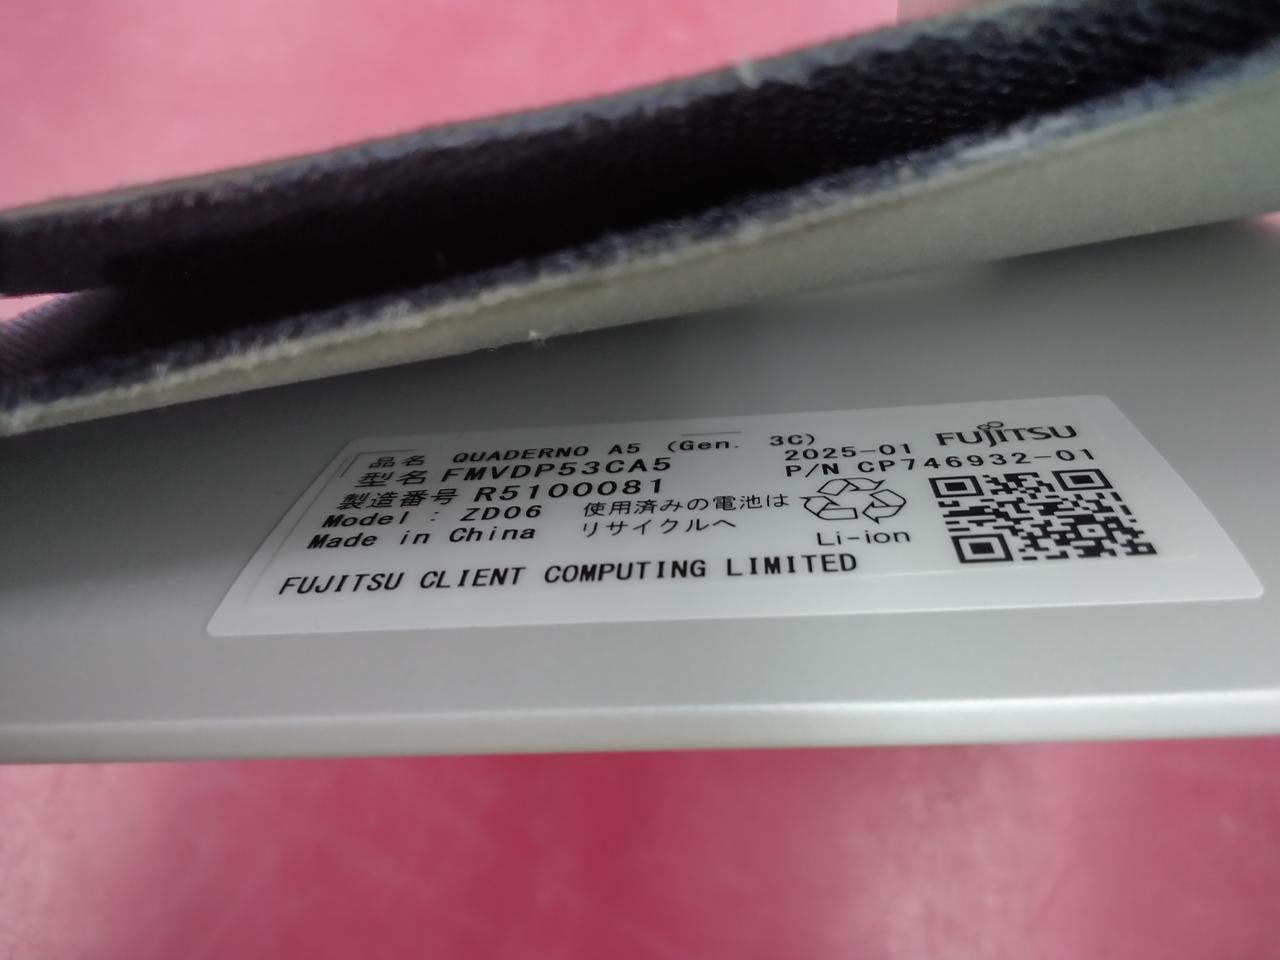 品名 QUADERNO A5 (Gen. 3C)
型名 FMVDP53CA5
製造番号 R5100081
Model : ZD06
Made in China
使用済みの電池は
リサイクルへ
2025-01
FUJITSU
P/N CP746932-01
Li-ion
FUJITSU CLIENT COMPUTING LIMITED